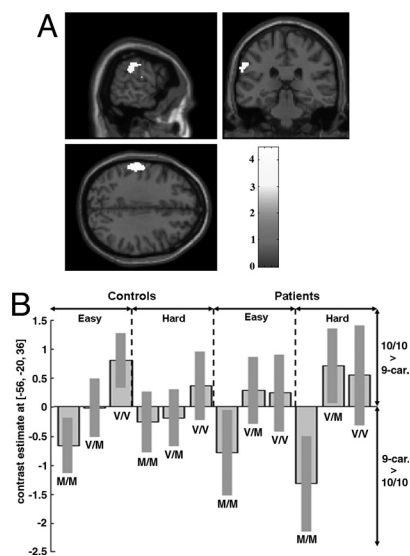 A
4
3
2
1
0
B
Controls
Patients
Easy
Hard
Easy
Hard
contrast estimate at [-56, -20, 36]
1.5
1
0.5
0
-0.5
-1
-1.5
-2
-2.5
M/M
V/M
V/V
M/M
V/M
V/V
M/M
V/M
V/V
M/M
V/M
V/V
10/10 >
9-car.
9-car.
> 10/10